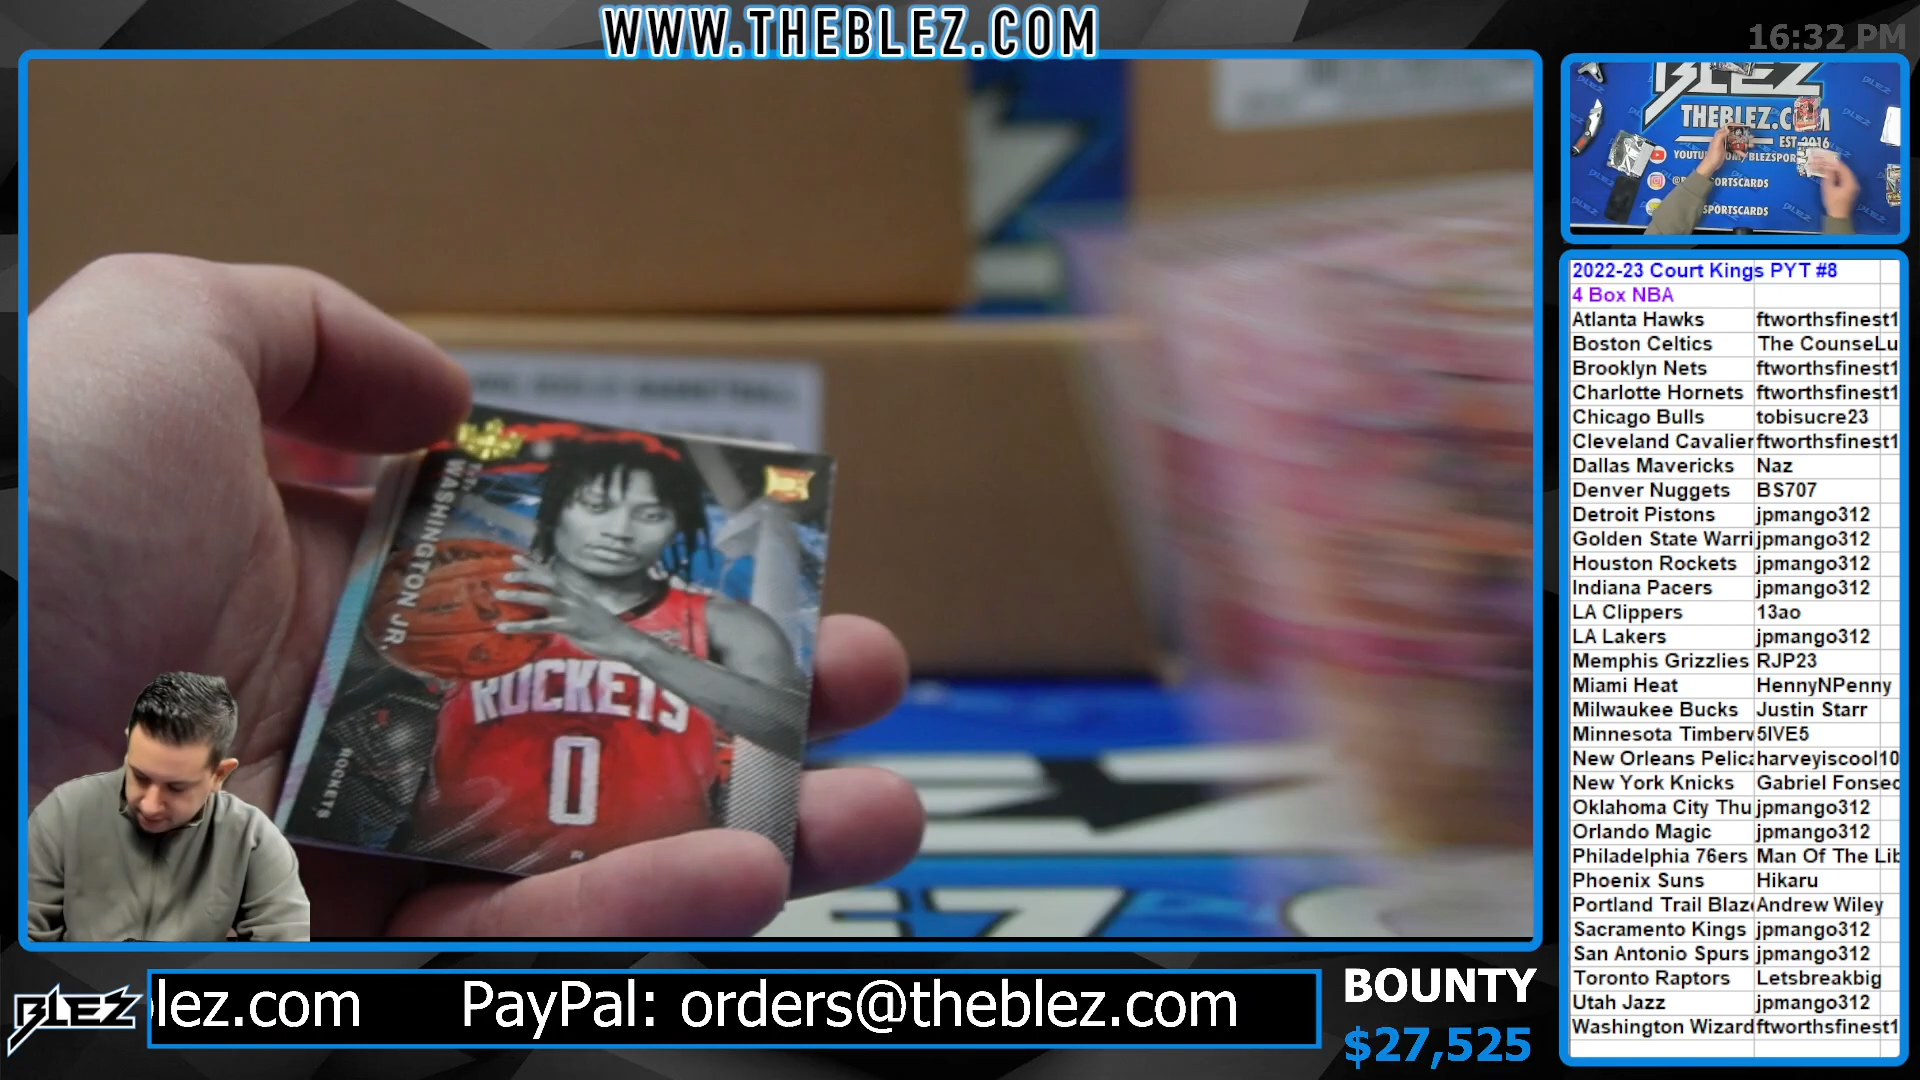 WWW.THEBLEZ.COM
16:32 PM
BLEZ
THEBLEZ.COM
EST 2016
SPORTSCARDS
2022-23 Court Kings PYT #8
4 Box NBA
Atlanta Hawks ftworthsfinest1
Boston Celtics The CounseLu
Brooklyn Nets ftworthsfinest1
Charlotte Hornets ftworthsfinest1
Chicago Bulls tobisucre23
Cleveland Cavalier ftworthsfinest1
Dallas Mavericks Naz
Denver Nuggets BS707
Detroit Pistons jpmango312
Golden State Warri jpmango312
Houston Rockets jpmango312
Indiana Pacers jpmango312
LA Clippers 13ao
LA Lakers jpmango312
Memphis Grizzlies RJP23
Miami Heat HennyNPenny
Milwaukee Bucks Justin Starr
Minnesota Timberv 5IVE5
New Orleans Pelica harveyiscool10
New York Knicks Gabriel Fonsec
Oklahoma City Thu jpmango312
Orlando Magic jpmango312
Philadelphia 76ers Man Of The Lib
Phoenix Suns Hikaru
Portland Trail Blaze Andrew Wiley
Sacramento Kings jpmango312
San Antonio Spurs jpmango312
Toronto Raptors Letsbreakbig
Utah Jazz jpmango312
Washington Wizard ftworthsfinest1
WASHINGTON JR.
ROCKETS
0
ROCKETS
R
BLEZ
lez.com PayPal: orders@theblez.com
BOUNTY
$27,525